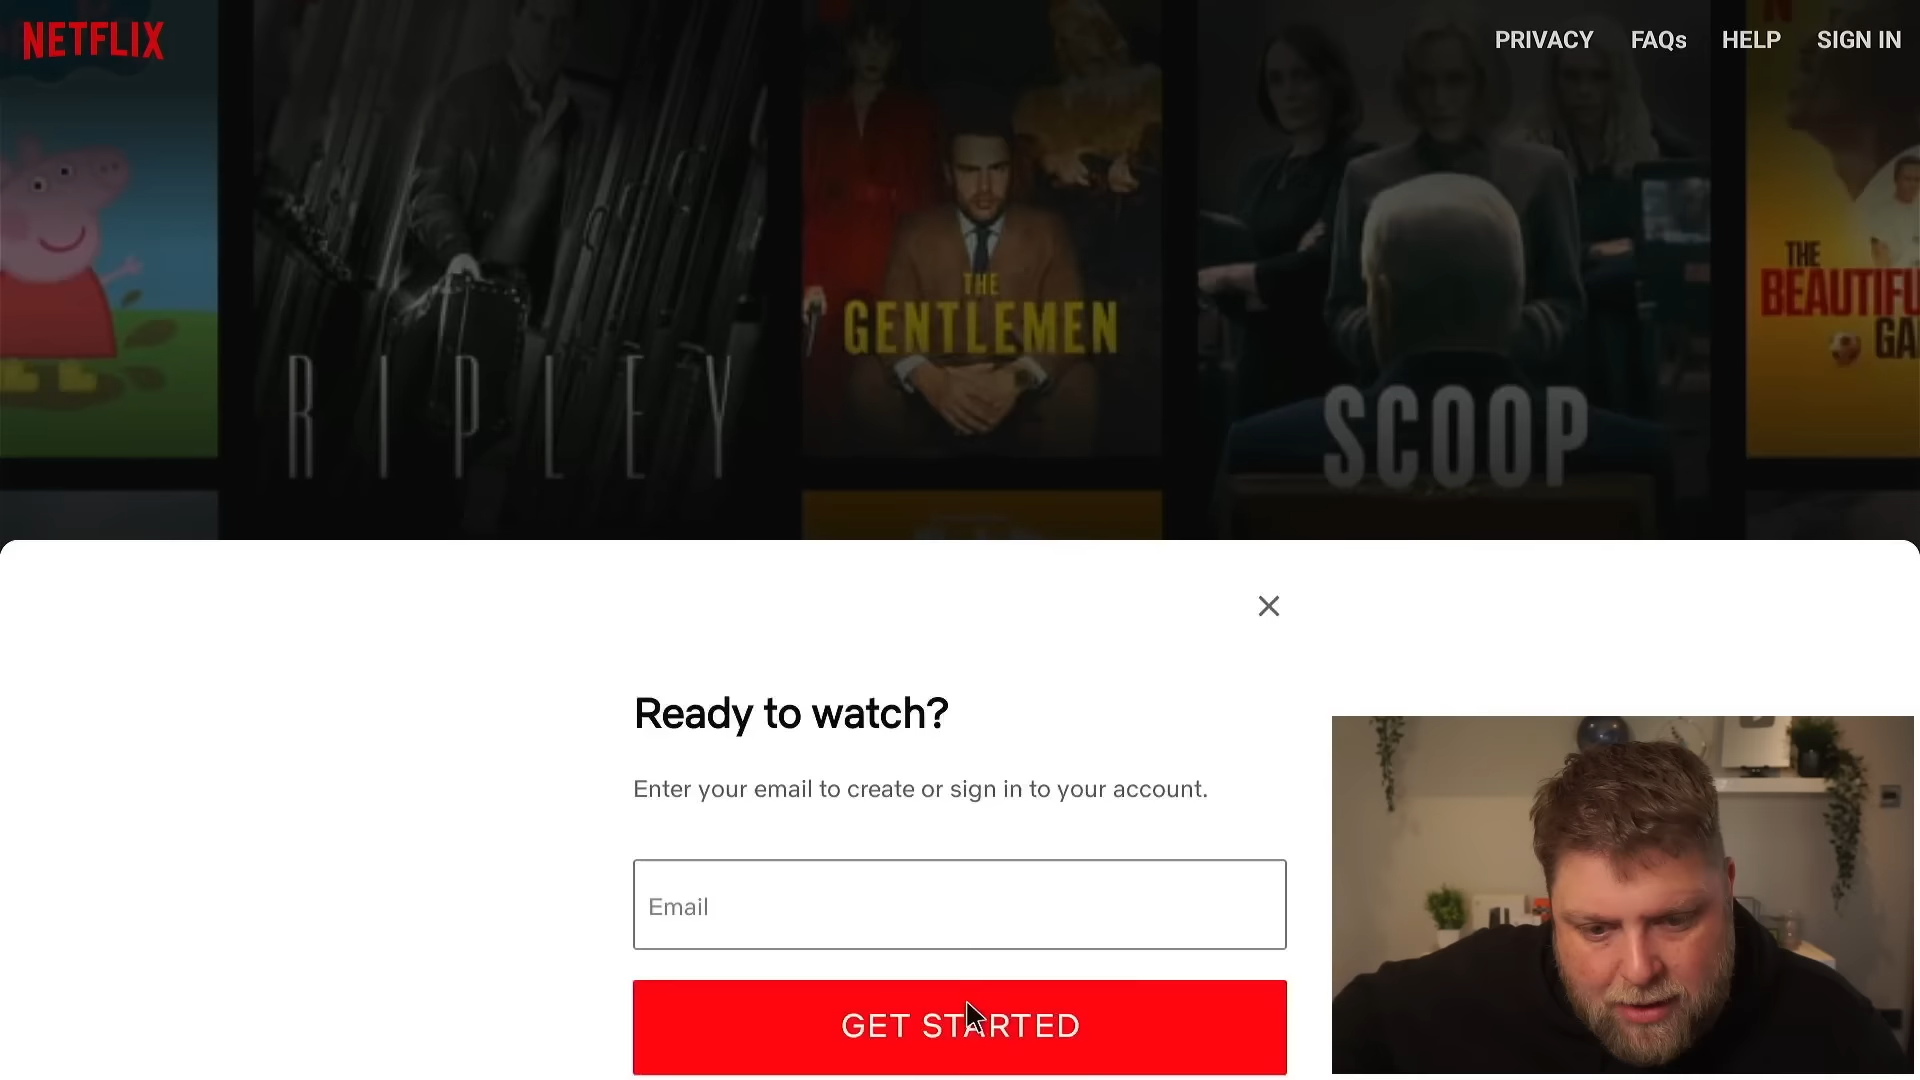 NETFLIX
PRIVACY FAQs HELP SIGN IN
RIPLEY
THE
GENTLEMEN
SCOOP
THE
BEAUTIFU
GA
Ready to watch?
Enter your email to create or sign in to your account.
Email
GET STARTED